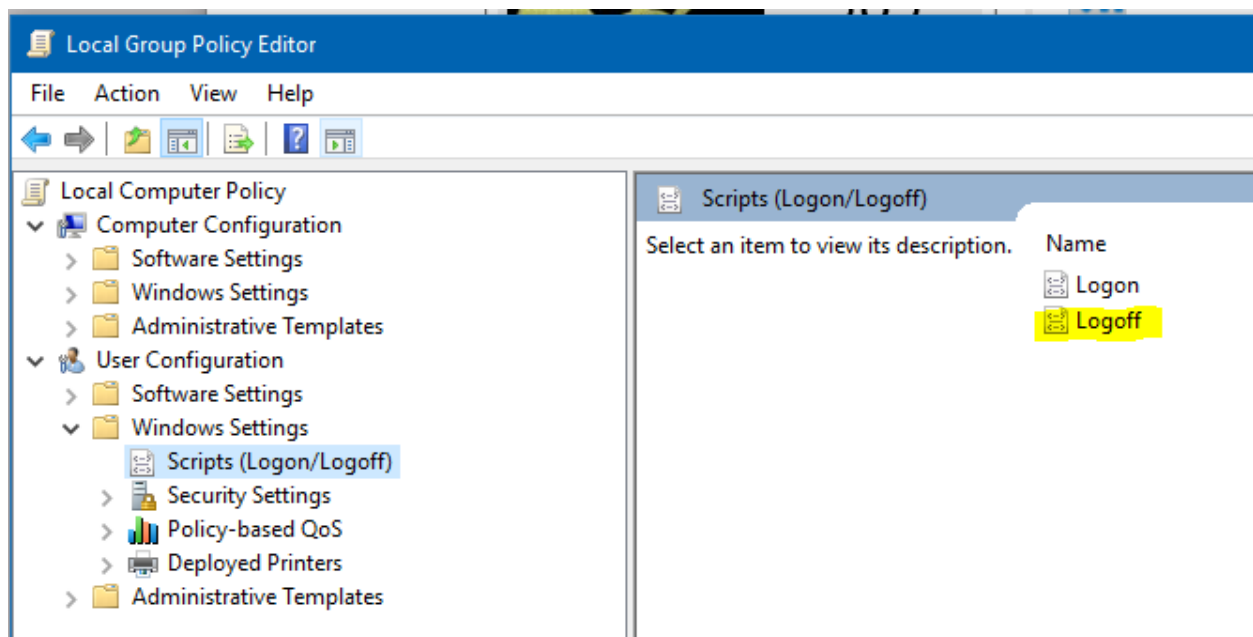 Local Group Policy Editor
File Action View Help
Local Computer Policy
Computer Configuration
Software Settings
Windows Settings
Administrative Templates
User Configuration
Software Settings
Windows Settings
Scripts (Logon/Logoff)
Security Settings
Policy-based QoS
Deployed Printers
Administrative Templates
Scripts (Logon/Logoff)
Select an item to view its description.
Name
Logon
Logoff